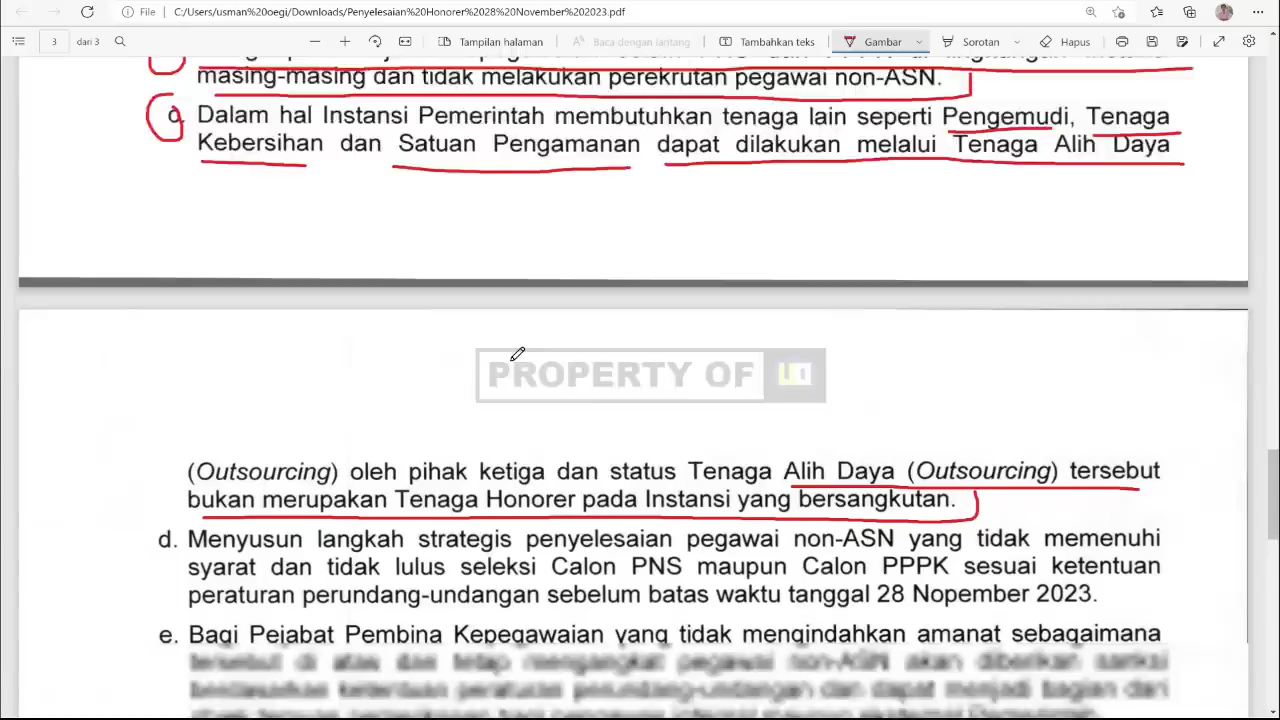 File
C:/Users/usman%20oegi/Downloads/Penyelesaian%20Honorer%2028%20November%202023.pdf
3 dari 3
Tampilan halaman
Baca dengan lantang
Tambahkan teks
Gambar
Sorotan
Hapus
masing-masing dan tidak melakukan perekrutan pegawai non-ASN.
c. Dalam hal Instansi Pemerintah membutuhkan tenaga lain seperti Pengemudi, Tenaga
Kebersihan dan Satuan Pengamanan dapat dilakukan melalui Tenaga Alih Daya
PROPERTY OF
(Outsourcing) oleh pihak ketiga dan status Tenaga Alih Daya (Outsourcing) tersebut
bukan merupakan Tenaga Honorer pada Instansi yang bersangkutan.
d. Menyusun langkah strategis penyelesaian pegawai non-ASN yang tidak memenuhi
syarat dan tidak lulus seleksi Calon PNS maupun Calon PPPK sesuai ketentuan
peraturan perundang-undangan sebelum batas waktu tanggal 28 Nopember 2023.
e. Bagi Pejabat Pembina Kepegawaian yang tidak mengindahkan amanat sebagaimana